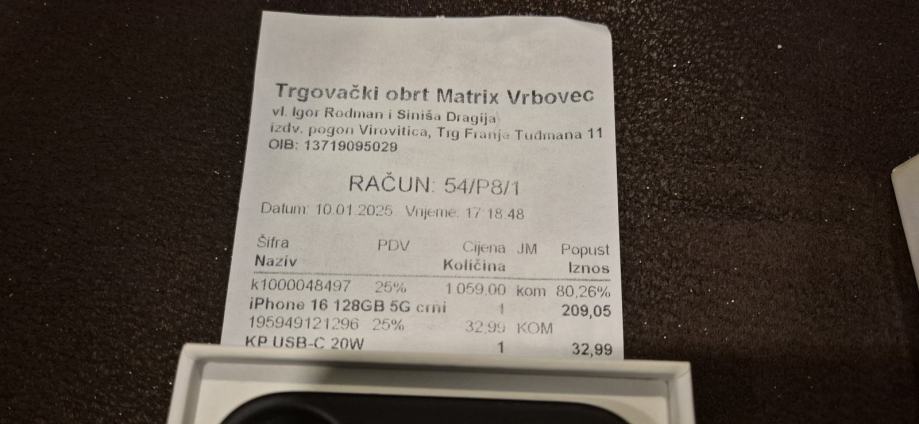 Trgovački obrt Matrix Vrbovec
vl. Igor Rodman i Siniša Dragija
izdv. pogon Virovitica, Trg Franje Tuđmana 11
OIB: 13719095029
RAČUN: 54/P8/1
Datum: 10.01.2025 Vrijeme: 17:18:48
Šifra PDV Cijena JM Popust
Naziv Količina Iznos
k1000048497 25% 1 059,00 kom 80,26%
iPhone 16 128GB 5G crni 1 209,05
195949121296 25% 32,99 KOM
KP USB-C 20W 1 32,99